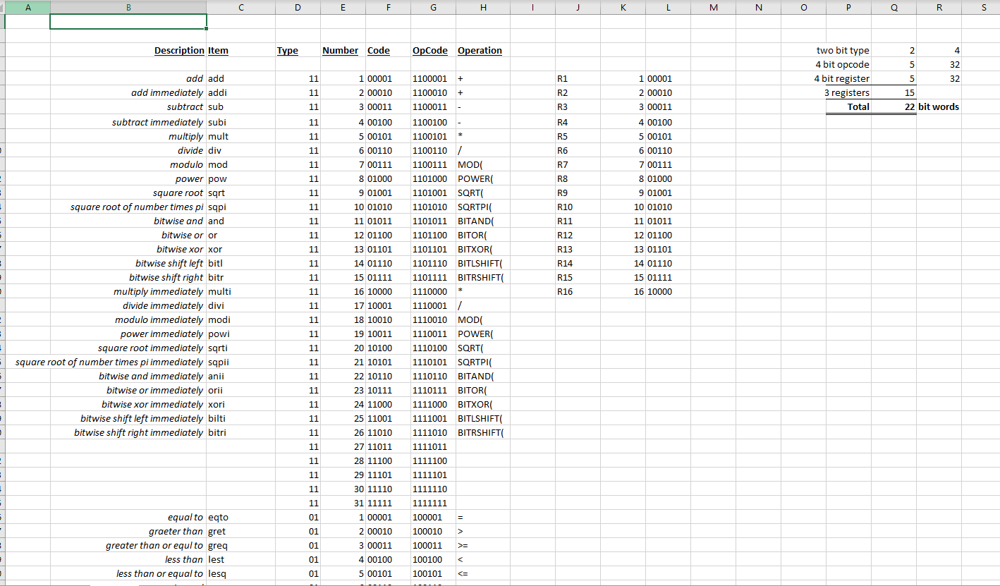 A B C D E F G H I J K L M N O P Q R S
Description Item Type Number Code OpCode Operation two bit type 2 4
4 bit opcode 5 32
add add 11 1 00001 1100001 + R1 1 00001 4 bit register 5 32
add immediately addi 11 2 00010 1100010 + R2 2 00010 3 registers 15
subtract sub 11 3 00011 1100011 - R3 3 00011 Total 22 bit words
subtract immediately subi 11 4 00100 1100100 - R4 4 00100
multiply mult 11 5 00101 1100101 * R5 5 00101
divide div 11 6 00110 1100110 / R6 6 00110
modulo mod 11 7 00111 1100111 MOD( R7 7 00111
power pow 11 8 01000 1101000 POWER( R8 8 01000
square root sqrt 11 9 01001 1101001 SQRT( R9 9 01001
square root of number times pi sqpi 11 10 01010 1101010 SQRTPI( R10 10 01010
bitwise and and 11 11 01011 1101011 BITAND( R11 11 01011
bitwise or or 11 12 01100 1101100 BITOR( R12 12 01100
bitwise xor xor 11 13 01101 1101101 BITXOR( R13 13 01101
bitwise shift left bitl 11 14 01110 1101110 BITLSHIFT( R14 14 01110
bitwise shift right bitr 11 15 01111 1101111 BITRSHIFT( R15 15 01111
multiply immediately multi 11 16 10000 1110000 * R16 16 10000
divide immediately divi 11 17 10001 1110001 /
modulo immediately modi 11 18 10010 1110010 MOD(
power immediately powi 11 19 10011 1110011 POWER(
square root immediately sqrti 11 20 10100 1110100 SQRT(
square root of number times pi immediately sqpii 11 21 10101 1110101 SQRTPI(
bitwise and immediately anii 11 22 10110 1110110 BITAND(
bitwise or immediately orii 11 23 10111 1110111 BITOR(
bitwise xor immediately xori 11 24 11000 1111000 BITXOR(
bitwise shift left immediately bilti 11 25 11001 1111001 BITLSHIFT(
bitwise shift right immediately bitri 11 26 11010 1111010 BITRSHIFT(
11 27 11011 1111011
11 28 11100 1111100
11 29 11101 1111101
11 30 11110 1111110
11 31 11111 1111111
equal to eqto 01 1 00001 100001 =
graeter than gret 01 2 00010 100010 >
greater than or equl to greq 01 3 00011 100011 >=
less than lest 01 4 00100 100100 <
less than or equal to lesq 01 5 00101 100101 <=